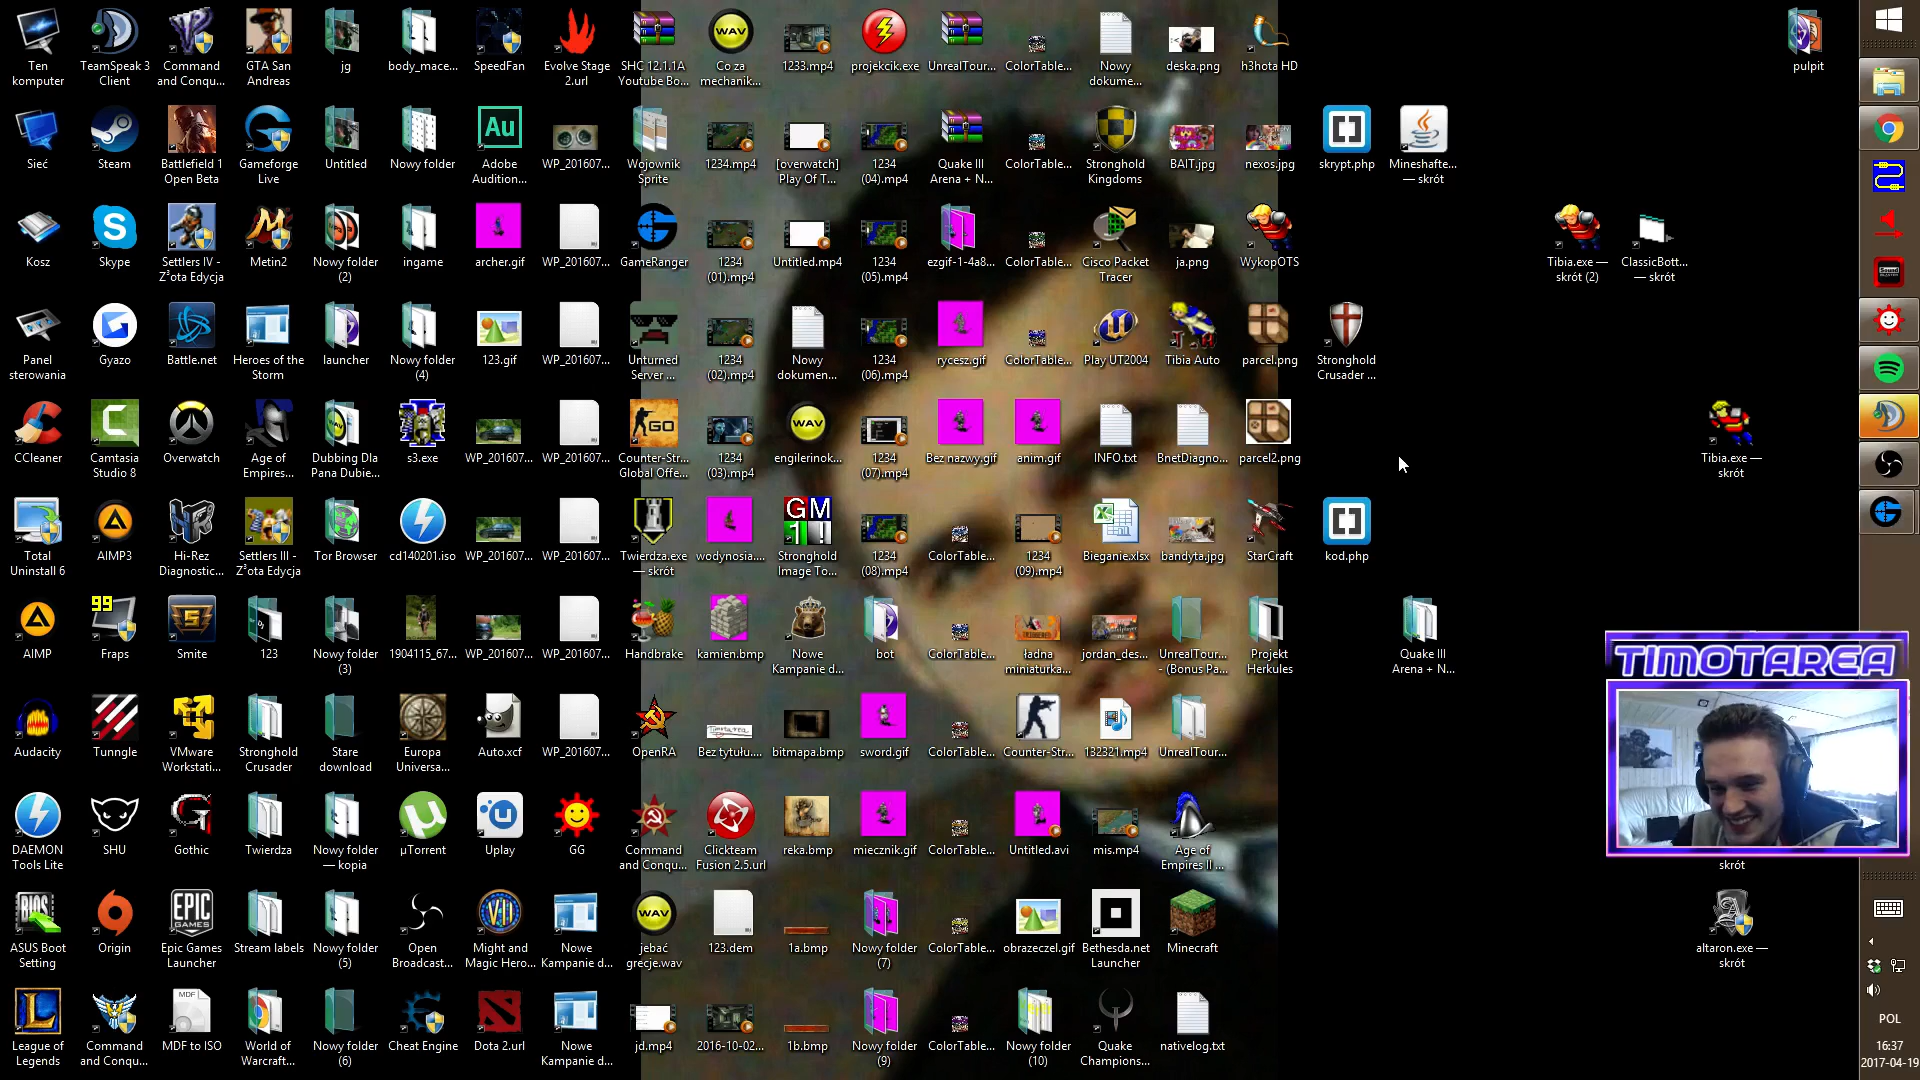 Ten komputer
TeamSpeak 3 Client
Command and Conqu...
GTA San Andreas
jg
body_mace...
SpeedFan
Evolve Stage 2.url
SHC 12.1.1A Youtube Bo...
Co za mechanik...
1233.mp4
projekcik.exe
UnrealTour...
ColorTable...
Nowy dokume...
deska.png
h3hota HD
pulpit
Sieć
Steam
Battlefield 1 Open Beta
Gameforge Live
Untitled
Nowy folder
Adobe Audition...
WP_201607...
Wojownik Sprite
1234.mp4
[overwatch] Play Of T...
1234 (04).mp4
Quake III Arena + N...
ColorTable...
Stronghold Kingdoms
BAIT.jpg
nexos.jpg
skrypt.php
Mineshafte... — skrót
Kosz
Skype
Settlers IV - Z³ota Edycja
Metin2
Nowy folder (2)
ingame
archer.gif
WP_201607...
GameRanger
1234 (01).mp4
Untitled.mp4
1234 (05).mp4
ezgif-1-4a8...
ColorTable...
Cisco Packet Tracer
ja.png
WykopOTS
Tibia.exe — skrót (2)
ClassicBott... — skrót
Panel sterowania
Gyazo
Battle.net
Heroes of the Storm
launcher
Nowy folder (4)
123.gif
WP_201607...
Unturned Server ...
1234 (02).mp4
Nowy dokumen...
1234 (06).mp4
rycesz.gif
ColorTable...
Play UT2004
Tibia Auto
parcel.png
Stronghold Crusader ...
CCleaner
Camtasia Studio 8
Overwatch
Age of Empires...
Dubbing Dla Pana Dubie...
s3.exe
WP_201607...
WP_201607...
GO
Counter-Str... Global Offe...
1234 (03).mp4
engilerinok...
1234 (07).mp4
Bez nazwy.gif
anim.gif
INFO.txt
BnetDiagno...
parcel2.png
Tibia.exe — skrót
Total Uninstall 6
AIMP3
Hi-Rez Diagnostic...
Settlers III - Z³ota Edycja
Tor Browser
cd140201.iso
WP_201607...
WP_201607...
Twierdza.exe — skrót
wodynosia....
Stronghold Image To...
1234 (08).mp4
ColorTable...
1234 (09).mp4
Bieganie.xlsx
bandyta.jpg
StarCraft
kod.php
AIMP
99
Fraps
Smite
123
Nowy folder (3)
1904115_67...
WP_201607...
WP_201607...
Handbrake
kamien.bmp
Nowe Kampanie d...
bot
ColorTable...
ładna miniaturka...
jordan_des...
UnrealTour... - (Bonus Pa...
Projekt Herkules
Quake III Arena + N...
TIMOTAREA
Audacity
Tunngle
VMware Workstati...
Stronghold Crusader
Stare download
Europa Universa...
Auto.xcf
WP_201607...
OpenRA
Bez tytułu....
bitmapa.bmp
sword.gif
ColorTable...
Counter-Str...
132321.mp4
UnrealTour...
DAEMON Tools Lite
SHU
Gothic
Twierdza
Nowy folder — kopia
µTorrent
Uplay
GG
Command and Conqu...
Clickteam Fusion 2.5.url
reka.bmp
miecznik.gif
ColorTable...
Untitled.avi
mis.mp4
Age of Empires II ...
skrót
ASUS Boot Setting
Origin
EPIC GAMES
Epic Games Launcher
Stream labels
Nowy folder (5)
Open Broadcast...
Might and Magic Hero...
Nowe Kampanie d...
WAV
jebać grecje.wav
123.dem
1a.bmp
Nowy folder (7)
ColorTable...
obrazeczel.gif
Bethesda.net Launcher
Minecraft
altaron.exe — skrót
League of Legends
Command and Conqu...
MDF
MDF to ISO
World of Warcraft...
Nowy folder (6)
Cheat Engine
Dota 2.url
Nowe Kampanie d...
jd.mp4
2016-10-02...
1b.bmp
Nowy folder (9)
ColorTable...
Nowy folder (10)
Quake Champions...
nativelog.txt
POL
16:37
2017-04-19